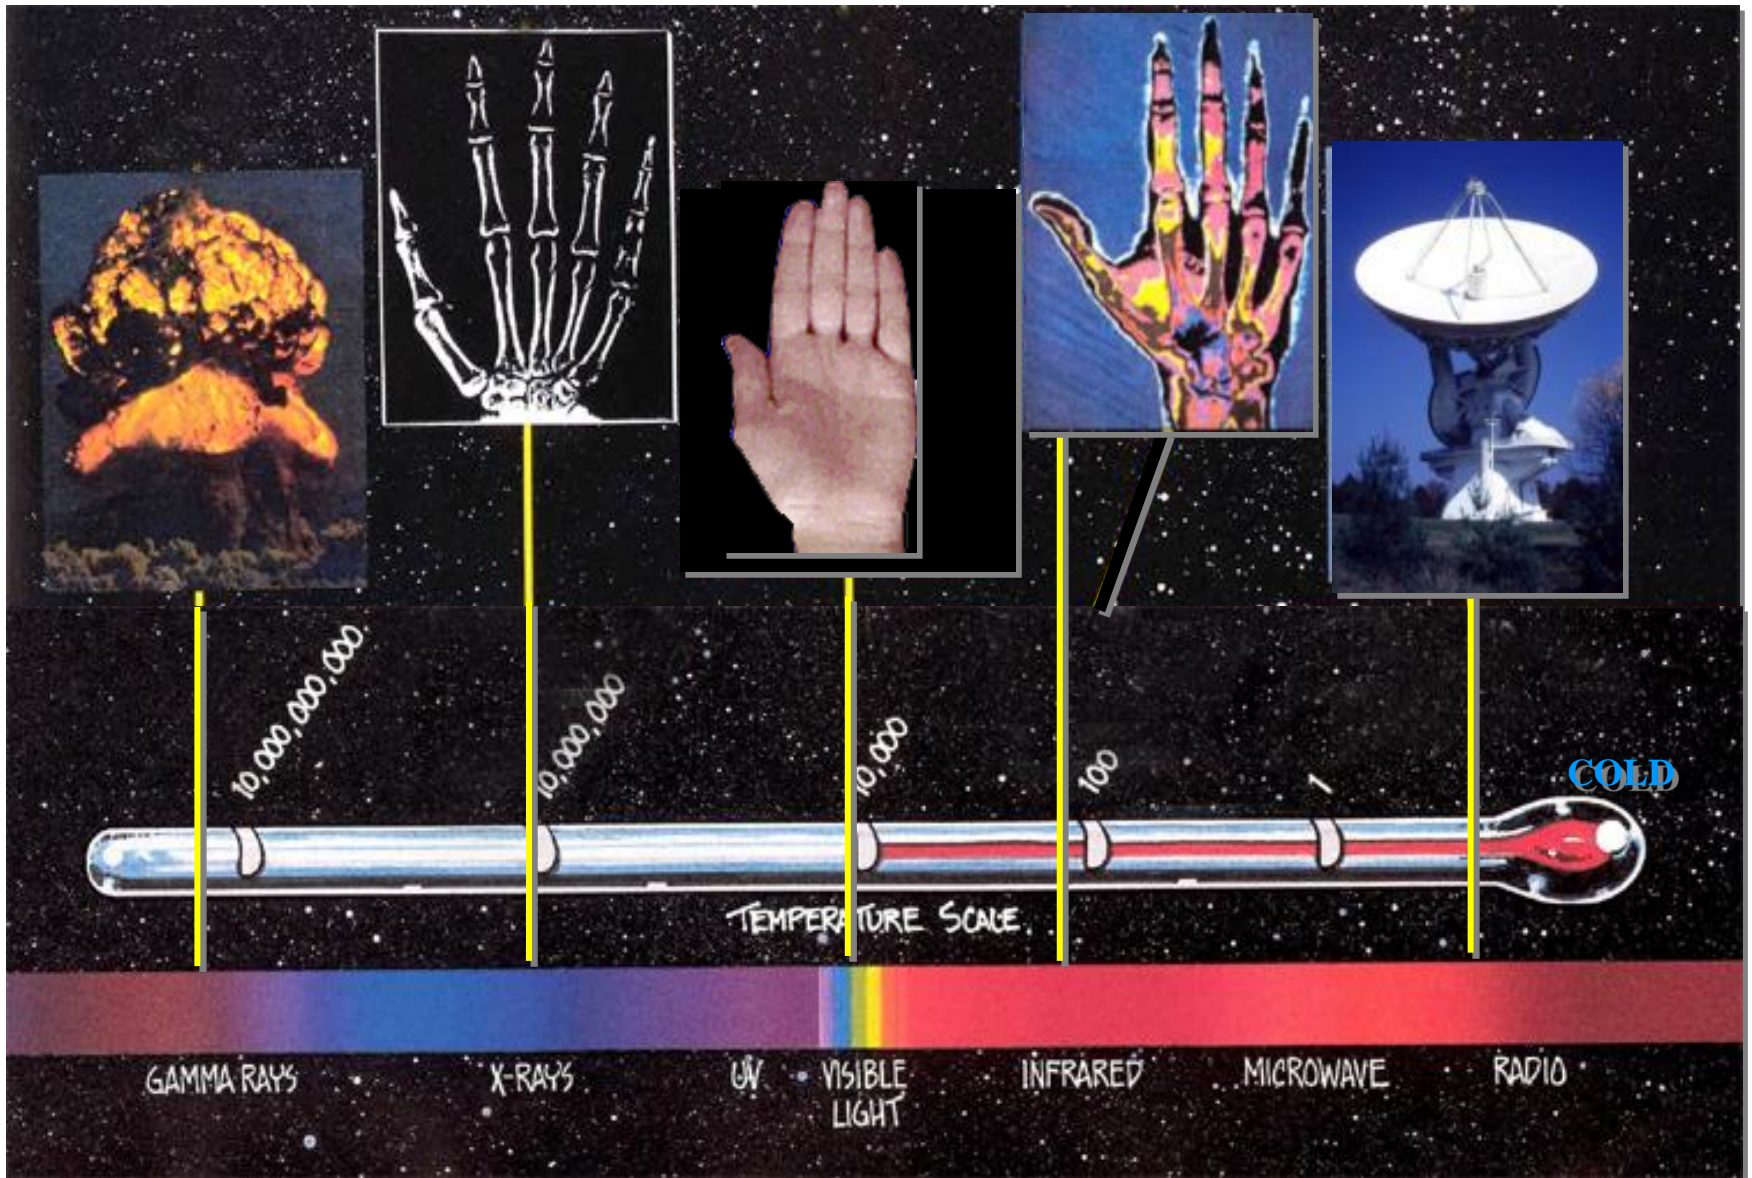 10,000,000,000
10,000,000
10,000
100
1
COLD
TEMPERATURE SCALE
GAMMA RAYS X-RAYS UV VISIBLE LIGHT INFRARED MICROWAVE RADIO